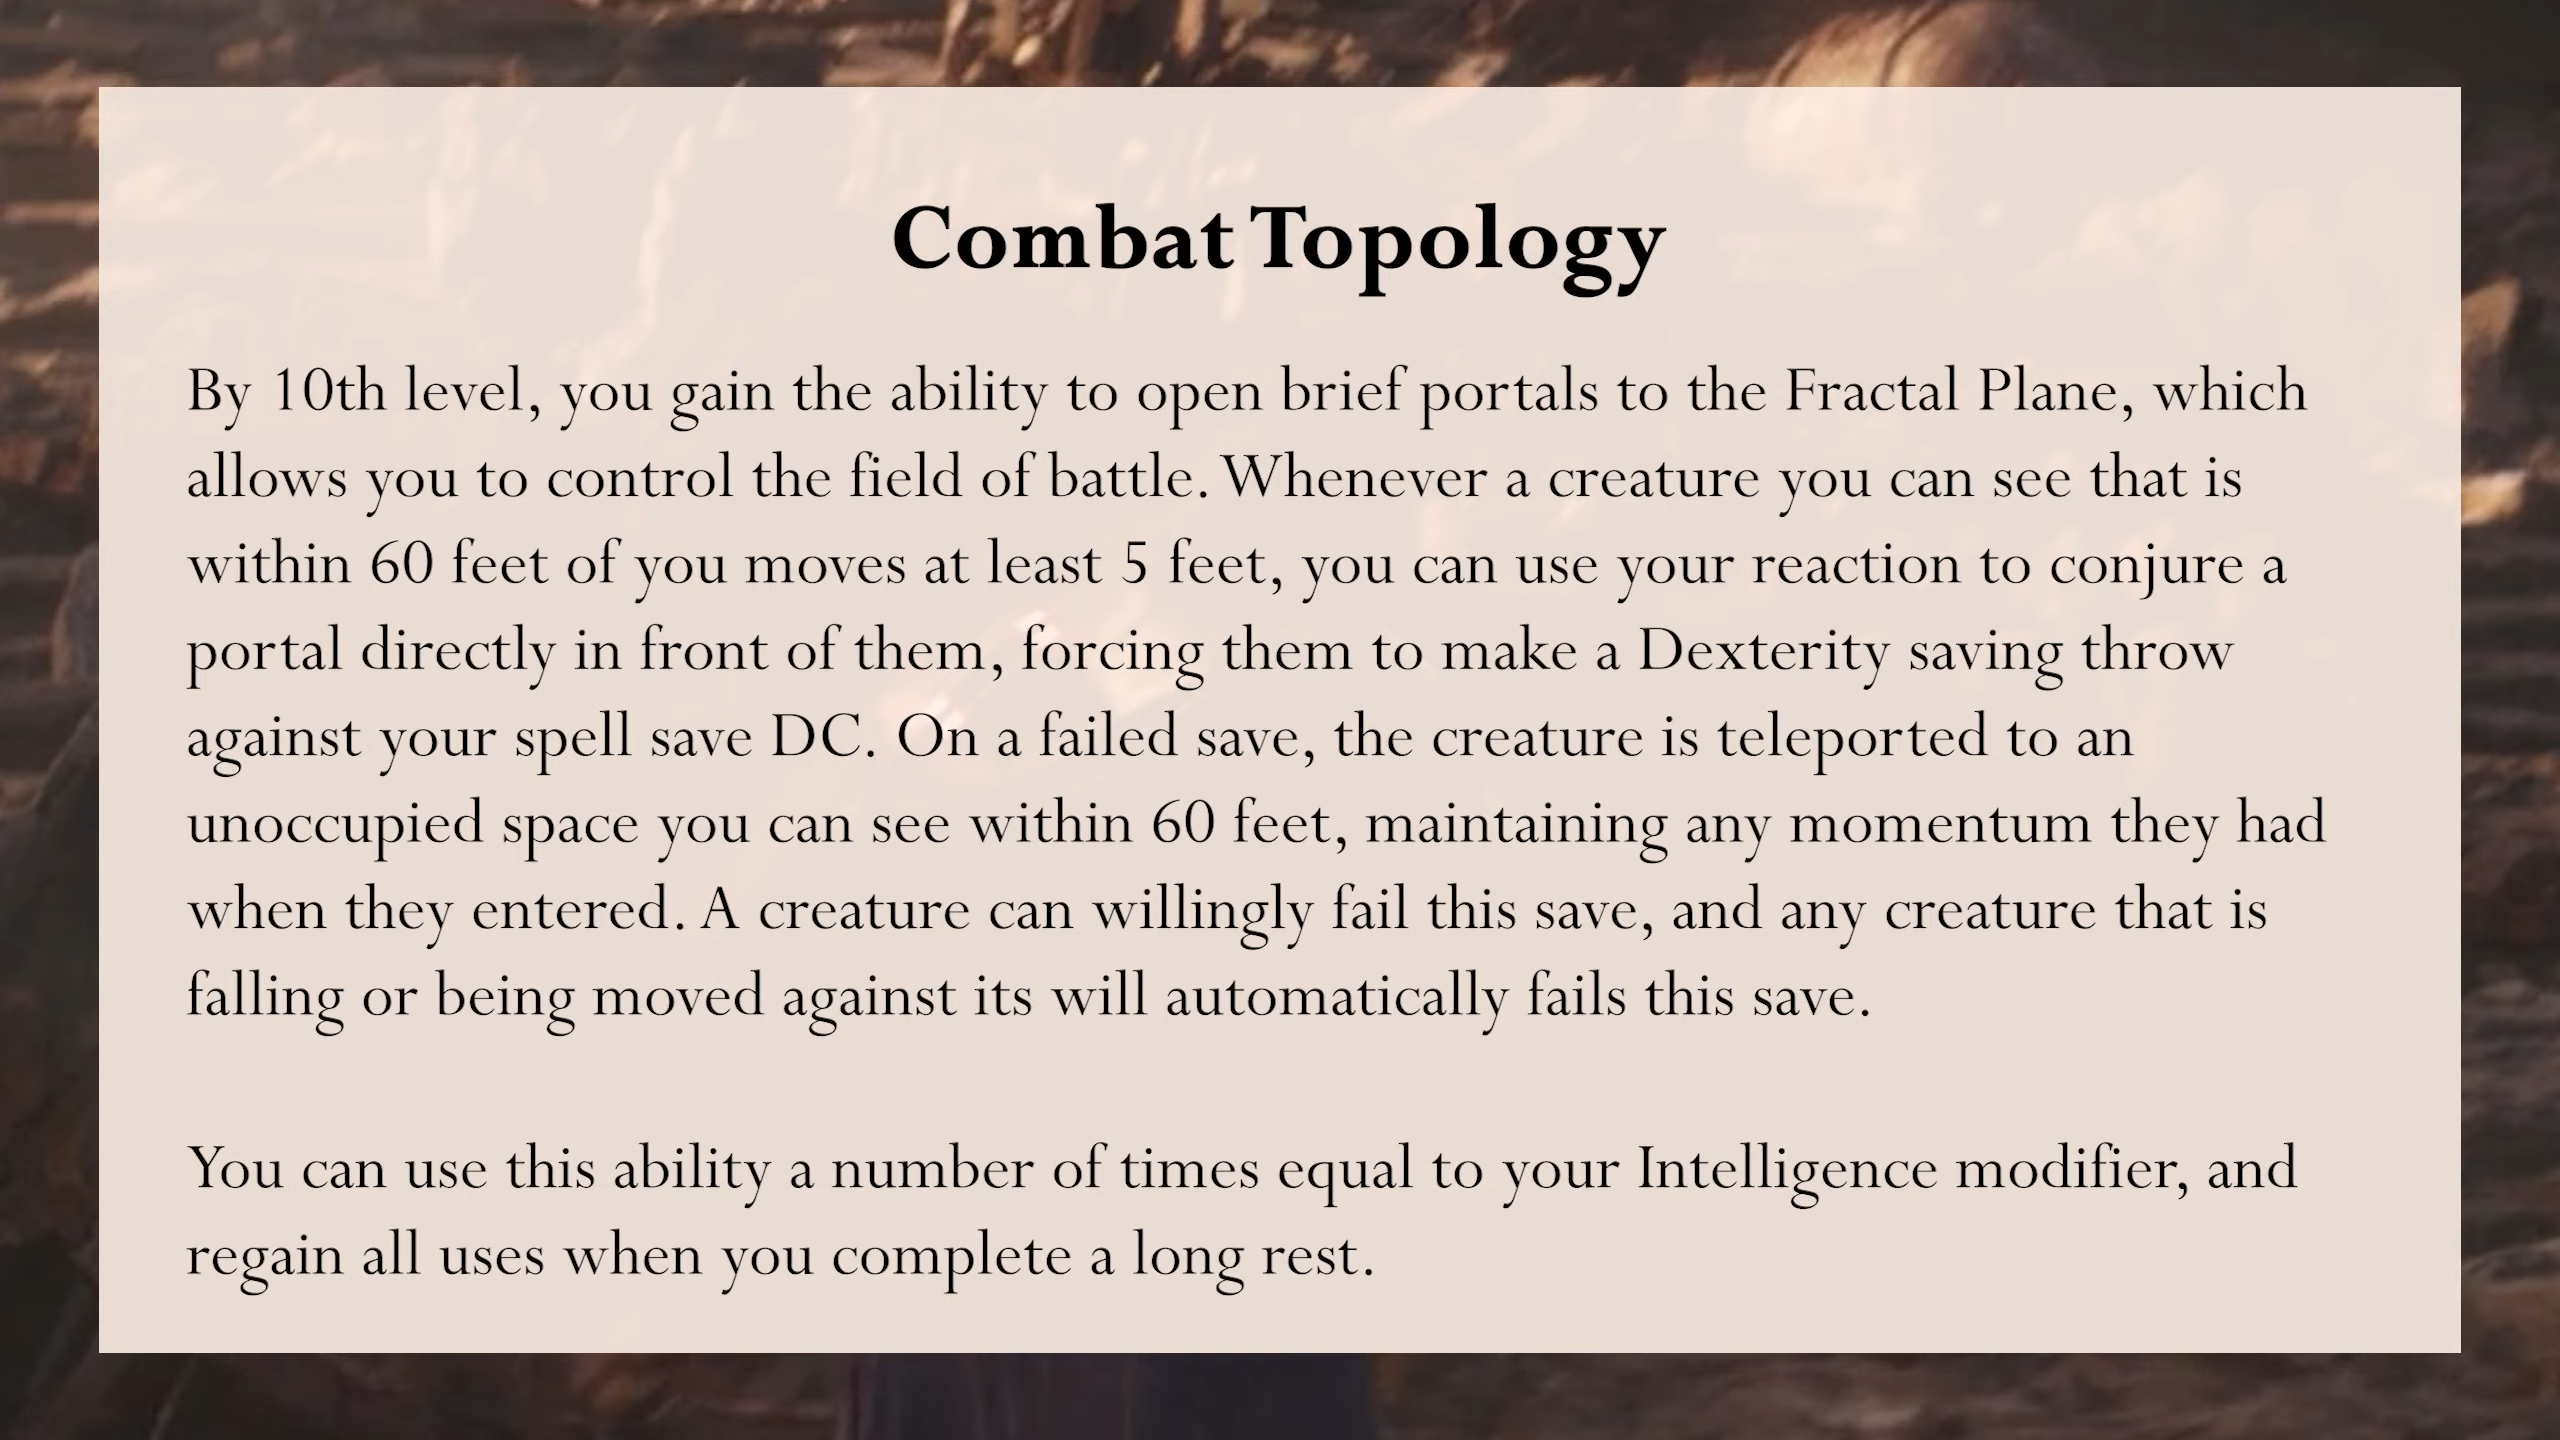 Combat Topology
By 10th level, you gain the ability to open brief portals to the Fractal Plane, which
allows you to control the field of battle. Whenever a creature you can see that is
within 60 feet of you moves at least 5 feet, you can use your reaction to conjure a
portal directly in front of them, forcing them to make a Dexterity saving throw
against your spell save DC. On a failed save, the creature is teleported to an
unoccupied space you can see within 60 feet, maintaining any momentum they had
when they entered. A creature can willingly fail this save, and any creature that is
falling or being moved against its will automatically fails this save.
You can use this ability a number of times equal to your Intelligence modifier, and
regain all uses when you complete a long rest.